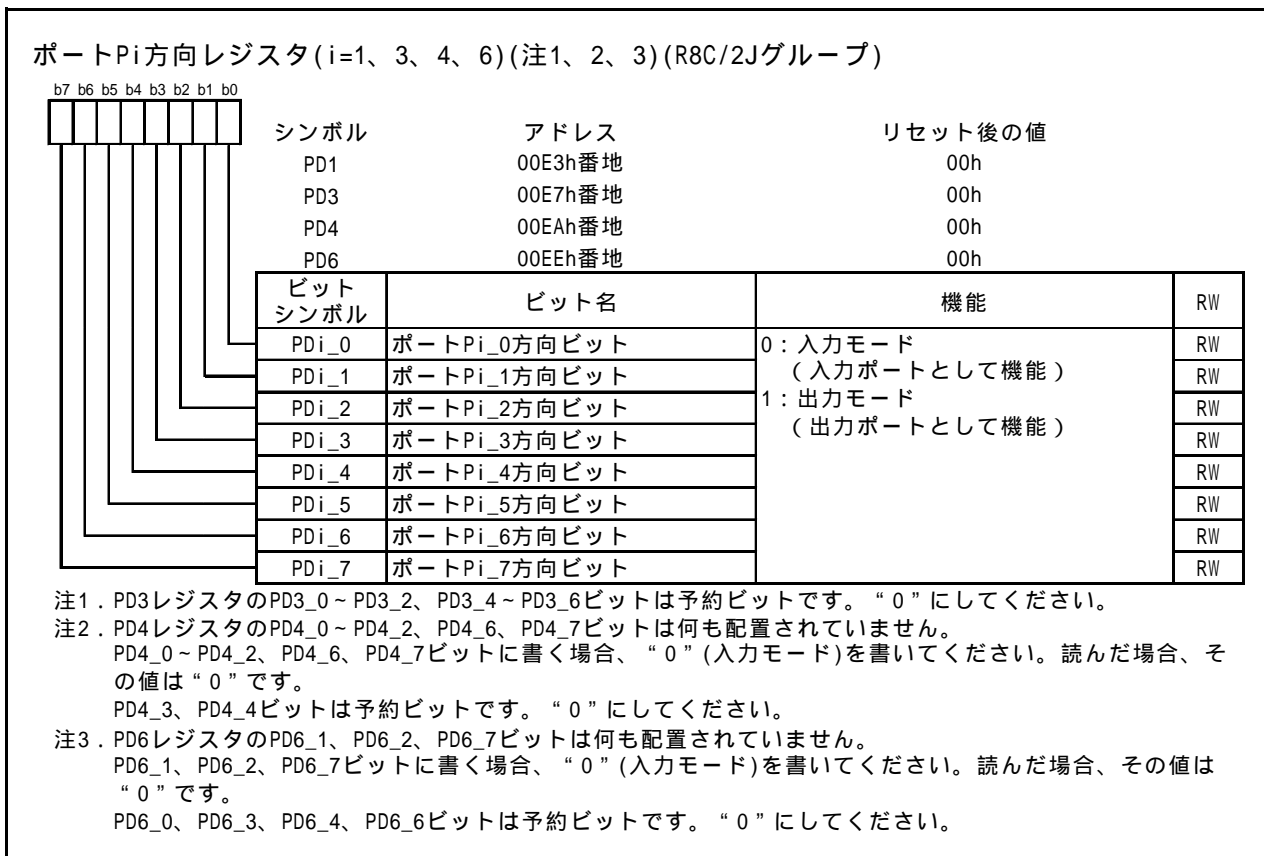 ポートPi方向レジスタ(i=1、3、4、6)(注1、2、3)(R8C/2Jグループ)
b7 b6 b5 b4 b3 b2 b1 b0
シンボル アドレス リセット後の値
PD1 00E3h番地 00h
PD3 00E7h番地 00h
PD4 00EAh番地 00h
PD6 00EEh番地 00h
ビット
シンボル ビット名 機能 RW
PDi_0 ポートPi_0方向ビット 0：入力モード RW
PDi_1 ポートPi_1方向ビット （入力ポートとして機能） RW
PDi_2 ポートPi_2方向ビット 1：出力モード RW
PDi_3 ポートPi_3方向ビット （出力ポートとして機能） RW
PDi_4 ポートPi_4方向ビット RW
PDi_5 ポートPi_5方向ビット RW
PDi_6 ポートPi_6方向ビット RW
PDi_7 ポートPi_7方向ビット RW
注1．PD3レジスタのPD3_0~PD3_2、PD3_4~PD3_6ビットは予約ビットです。“0”にしてください。
注2．PD4レジスタのPD4_0~PD4_2、PD4_6、PD4_7ビットは何も配置されていません。
PD4_0~PD4_2、PD4_6、PD4_7ビットに書く場合、“0”(入力モード)を書いてください。読んだ場合、そ
の値は“0”です。
PD4_3、PD4_4ビットは予約ビットです。“0”にしてください。
注3．PD6レジスタのPD6_1、PD6_2、PD6_7ビットは何も配置されていません。
PD6_1、PD6_2、PD6_7ビットに書く場合、“0”(入力モード)を書いてください。読んだ場合、その値は
“0”です。
PD6_0、PD6_3、PD6_4、PD6_6ビットは予約ビットです。“0”にしてください。